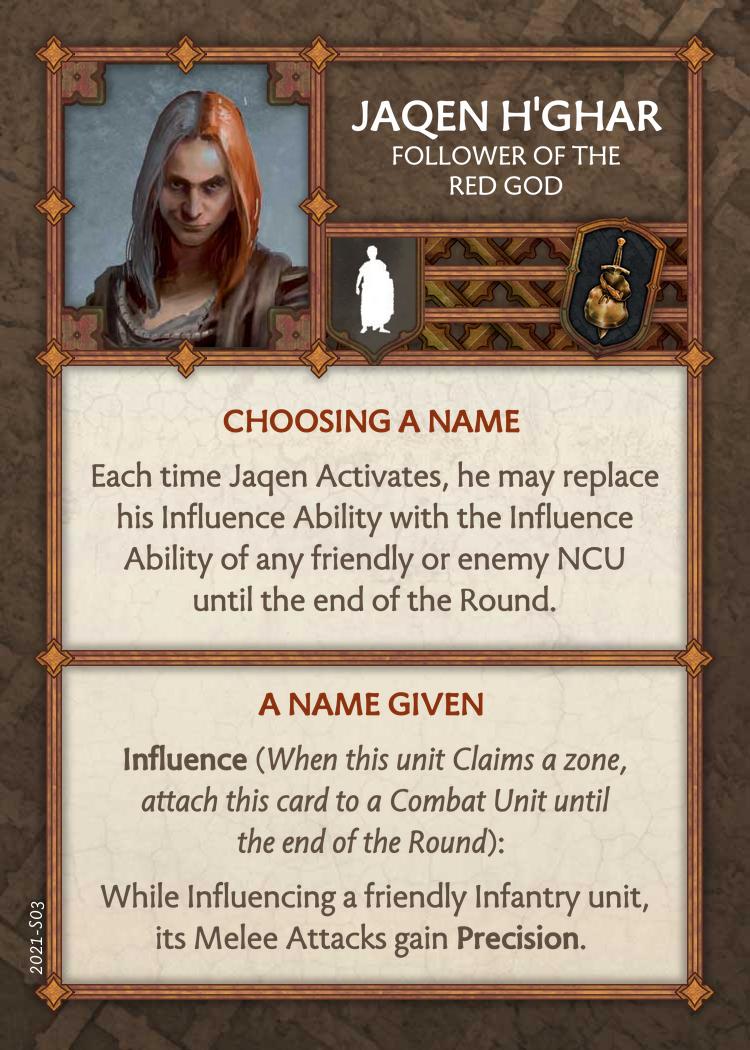 JAQEN H'GHAR
FOLLOWER OF THE
RED GOD
CHOOSING A NAME
Each time Jaqen Activates, he may replace
his Influence Ability with the Influence
Ability of any friendly or enemy NCU
until the end of the Round.
A NAME GIVEN
Influence (When this unit Claims a zone,
attach this card to a Combat Unit until
the end of the Round):
While Influencing a friendly Infantry unit,
its Melee Attacks gain Precision.
2021-S03